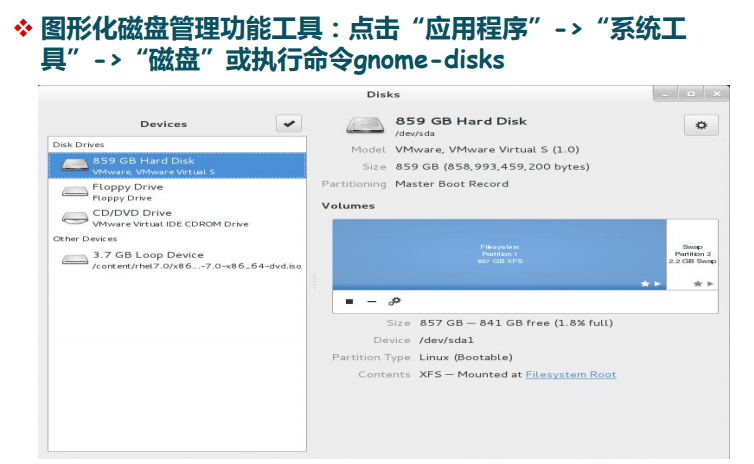 ❖ 图形化磁盘管理功能工具：点击“应用程序”->“系统工
具”->“磁盘”或执行命令gnome-disks
Disks
Devices
Disk Drives
859 GB Hard Disk
VMware, VMware Virtual S
Floppy Drive
Floppy Drive
CD/DVD Drive
VMware Virtual IDE CDROM Drive
Other Devices
3.7 GB Loop Device
/content/rhel7.0/x86...-7.0-x86_64-dvd.iso
859 GB Hard Disk
/dev/sda
Model VMware, VMware Virtual S (1.0)
Size 859 GB (858,993,459,200 bytes)
Partitioning Master Boot Record
Volumes
Filesystem
Partition 1
857 GB XFS
Swap
Partition 2
2.2 GB Swap
Size 857 GB — 841 GB free (1.8% full)
Device /dev/sda1
Partition Type Linux (Bootable)
Contents XFS — Mounted at Filesystem Root